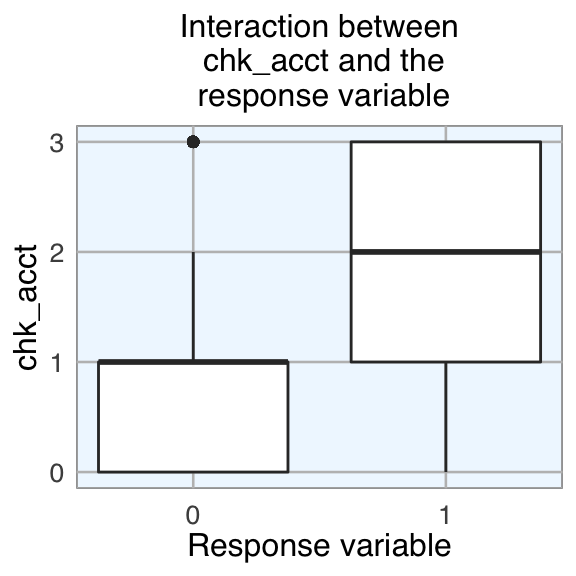 Interaction between
chk_acct and the
response variable
3
2
1
0
chk_acct
0 1
Response variable